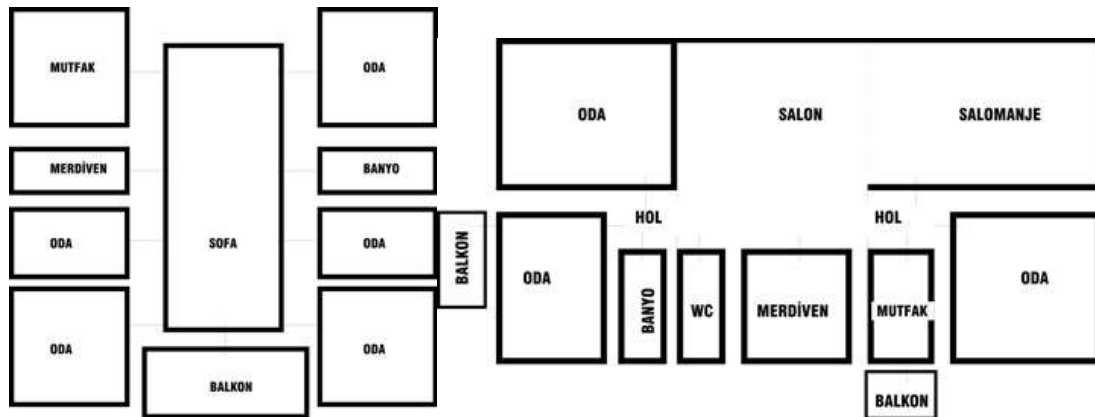 MUTFAK
ODA
MERDİVEN
BANYO
ODA
SOFA
ODA
ODA
ODA
BALKON
BALKON
ODA
SALON
SALOMANJE
HOL
HOL
ODA
BANYO
WC
MERDİVEN
MUTFAK
ODA
BALKON